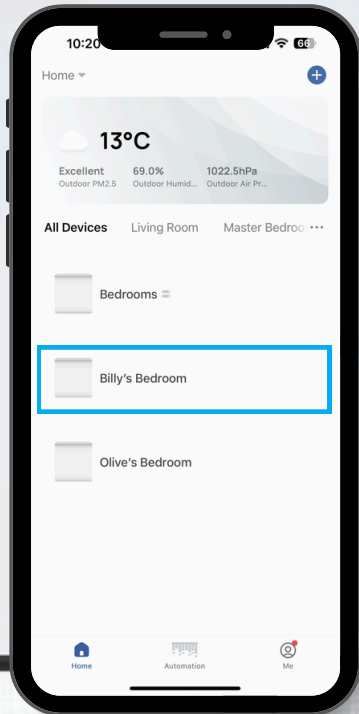 10:20 66
Home
13°C
Excellent 69.0% 1022.5hPa
Outdoor PM2.5 Outdoor Humid... Outdoor Air Pr...
All Devices Living Room Master Bedroo ...
Bedrooms
Billy's Bedroom
Olive's Bedroom
Home Automation Me